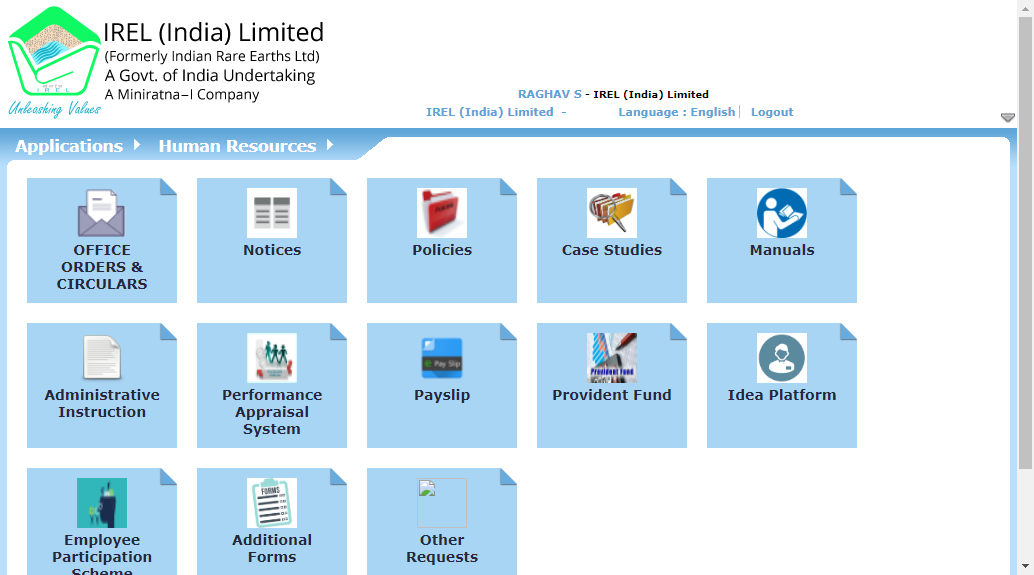 IREL (India) Limited
(Formerly Indian Rare Earths Ltd)
A Govt. of India Undertaking
A Miniratna–I Company
IREL
Unleashing Values
RAGHAV S - IREL (India) Limited
IREL (India) Limited -
Language : English | Logout
Applications
Human Resources
OFFICE
ORDERS &
CIRCULARS
Notices
Policies
Case Studies
Manuals
Administrative
Instruction
Performance
Appraisal
System
Pay Slip
Payslip
Provident Fund
Provident Fund
Idea Platform
Employee
Participation
Scheme
FORMS
Additional
Forms
Other
Requests